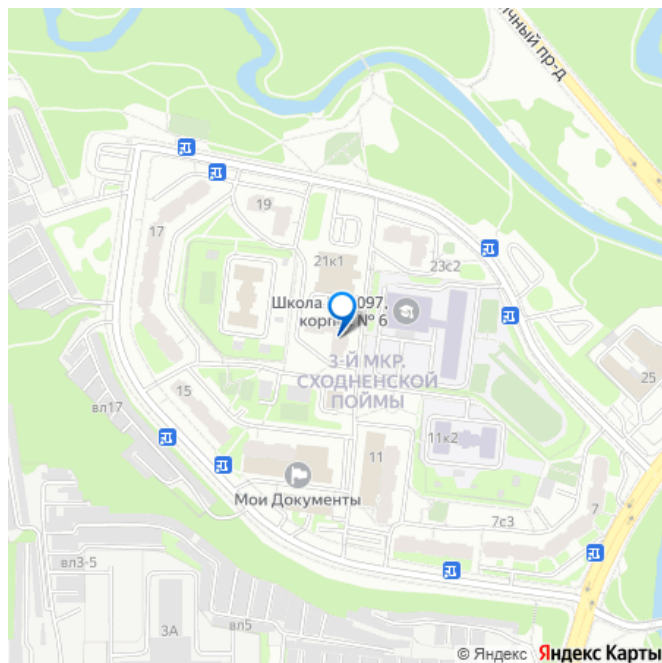 чный пр-д
19
17
21к1
23с2
Школа 097,
корп № 6
3-Й МКР.
СХОДНЕНСКОЙ
ПОЙМЫ
25
15
вл17
11к2
11
Мои Документы
7
7с3
вл3-5
3А
вл5
© Яндекс Яндекс Карты